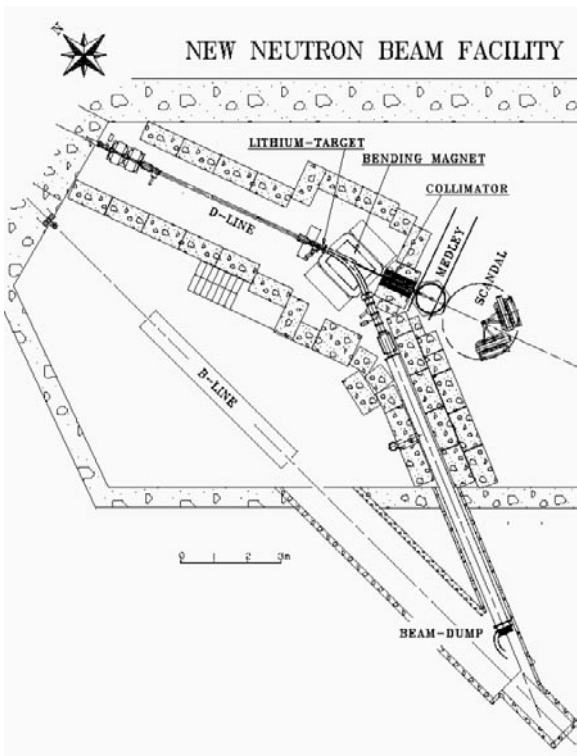 N
NEW NEUTRON BEAM FACILITY
LITHIUM-TARGET
BENDING MAGNET
COLLIMATOR
D-LINE
MEDLEY
SCANDAL
B-LINE
0 1 2 3m
BEAM-DUMP